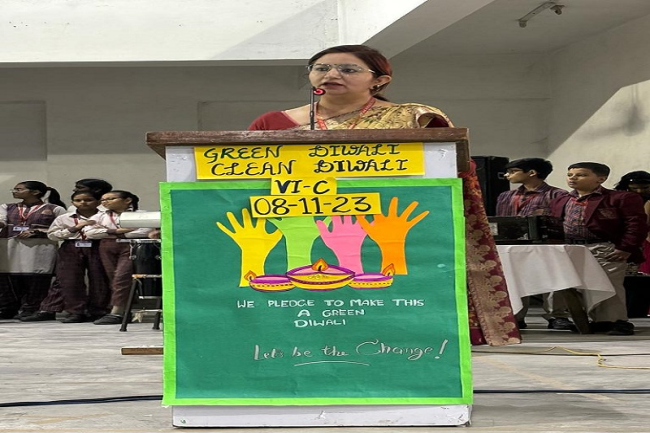 GREEN DIWALI
CLEAN DIWALI
VI-C
08-11-23
WE PLEDGE TO MAKE THIS
A GREEN
DIWALI
Let's be the Change!